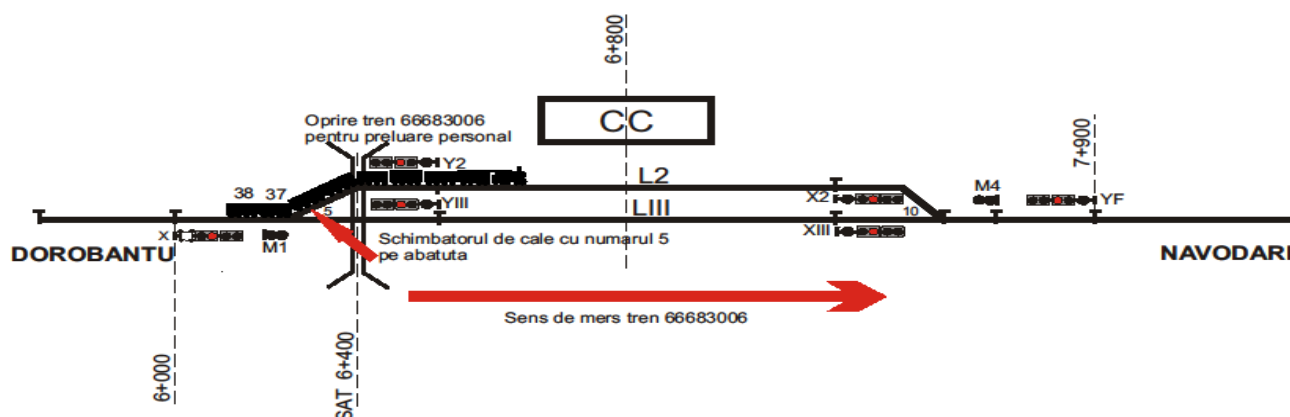 6+800
Oprire tren 66683006
pentru preluare personal
CC
7+900
Y2
38 37
L2
M4
5
YIII
LIII
X2
10
YF
X
M1
Schimbatorul de cale cu numarul 5
pe abatuta
XIII
DOROBANTU
NAVODARI
Sens de mers tren 66683006
6+000
SAT 6+400